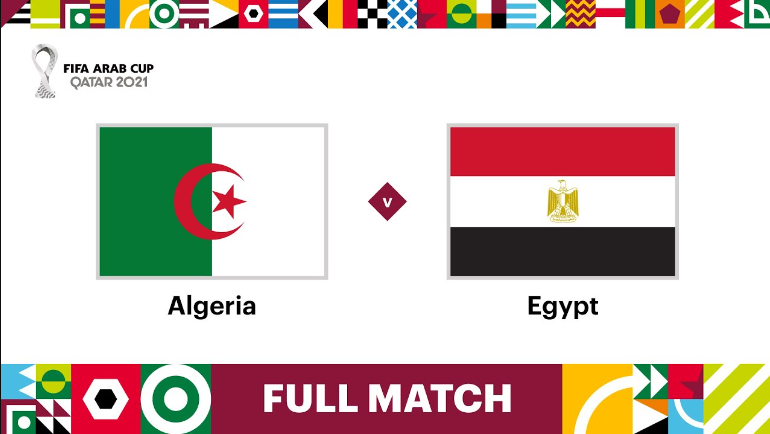 FIFA ARAB CUP
QATAR 2021
v
Algeria
Egypt
FULL MATCH